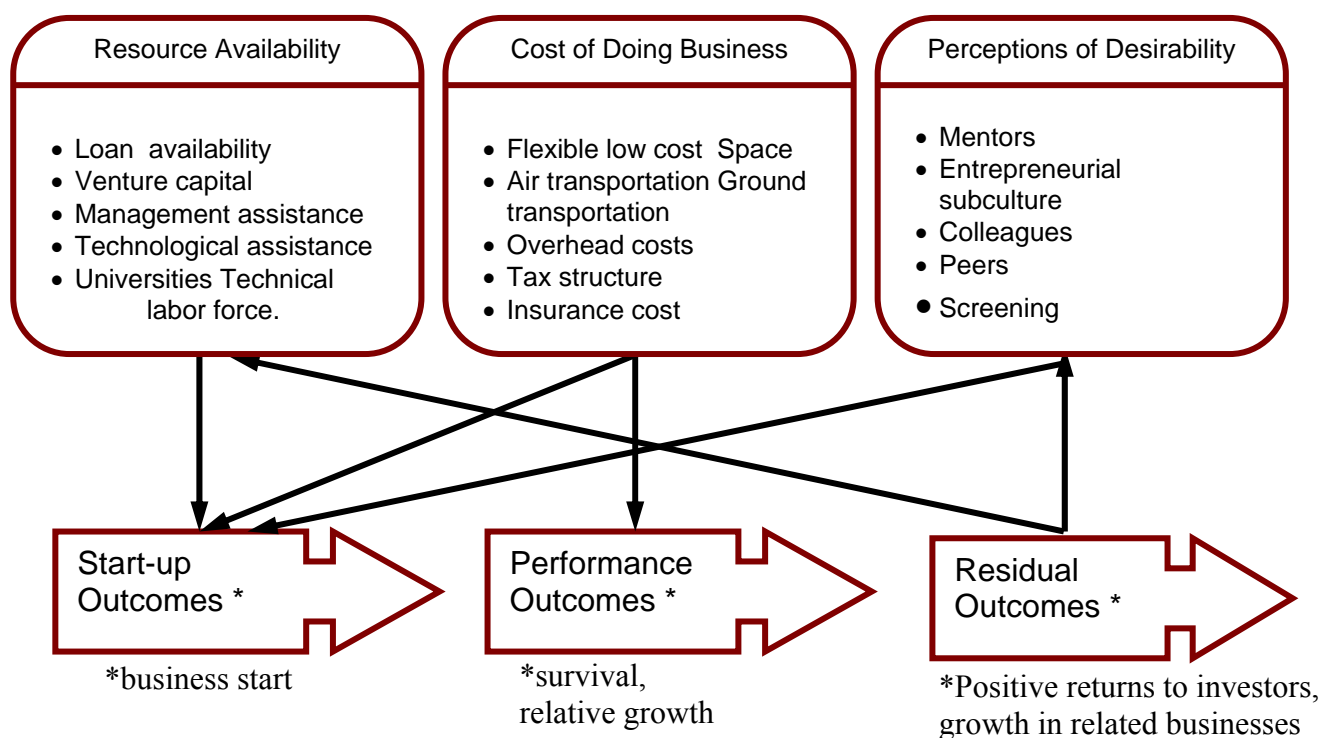 Resource Availability
Loan availability
Venture capital
Management assistance
Technological assistance
Universities Technical
labor force.
Cost of Doing Business
Flexible low cost Space
Air transportation Ground
transportation
Overhead costs
Tax structure
Insurance cost
Perceptions of Desirability
Mentors
Entrepreneurial
subculture
Colleagues
Peers
Screening
Start-up
Outcomes *
*business start
Performance
Outcomes *
*survival,
relative growth
Residual
Outcomes *
*Positive returns to investors,
growth in related businesses